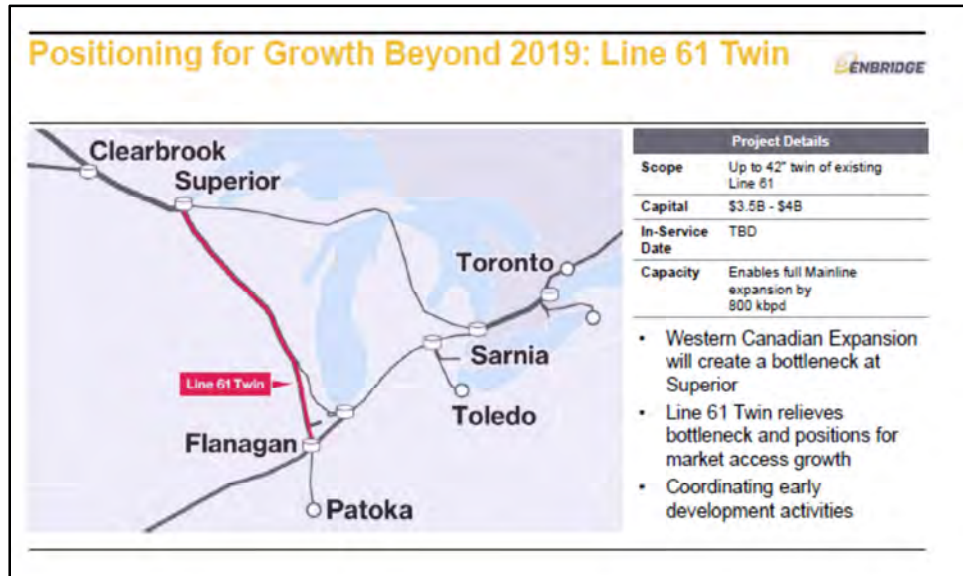 Positioning for Growth Beyond 2019: Line 61 Twin
ENBRIDGE
Clearbrook
Superior
Toronto
Sarnia
Line 61 Twin
Toledo
Flanagan
Patoka
Project Details
Scope Up to 42" twin of existing
Line 61
Capital $3.5B - $4B
In-Service TBD
Date
Capacity Enables full Mainline
expansion by
800 kbpd
• Western Canadian Expansion
will create a bottleneck at
Superior
• Line 61 Twin relieves
bottleneck and positions for
market access growth
• Coordinating early
development activities